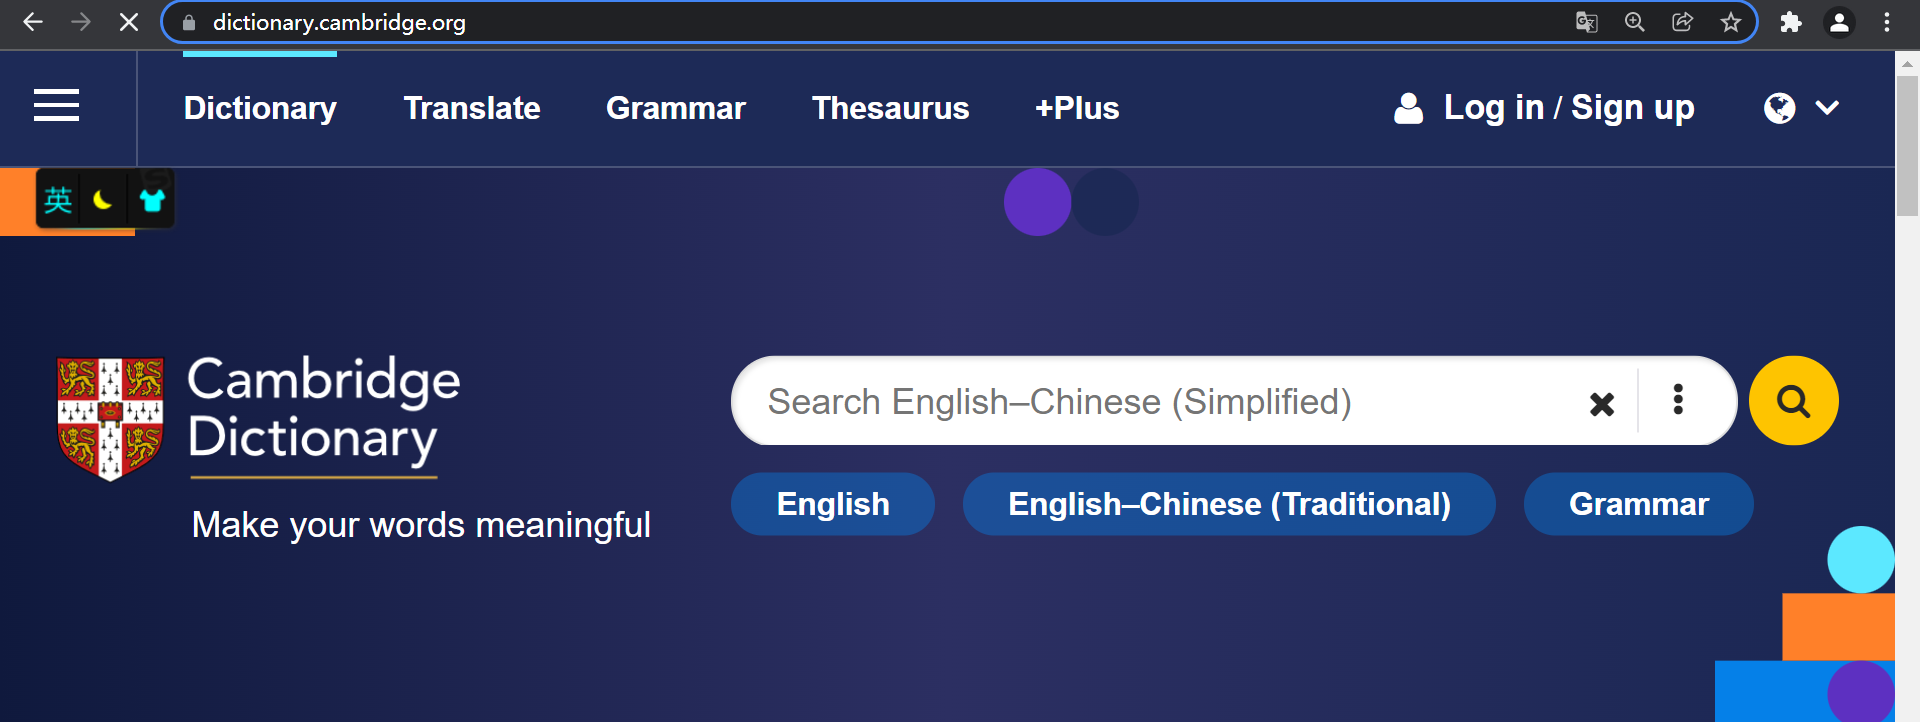 dictionary.cambridge.org
Dictionary Translate Grammar Thesaurus +Plus Log in / Sign up
英
Cambridge
Dictionary
Make your words meaningful
Search English–Chinese (Simplified)
English English–Chinese (Traditional) Grammar